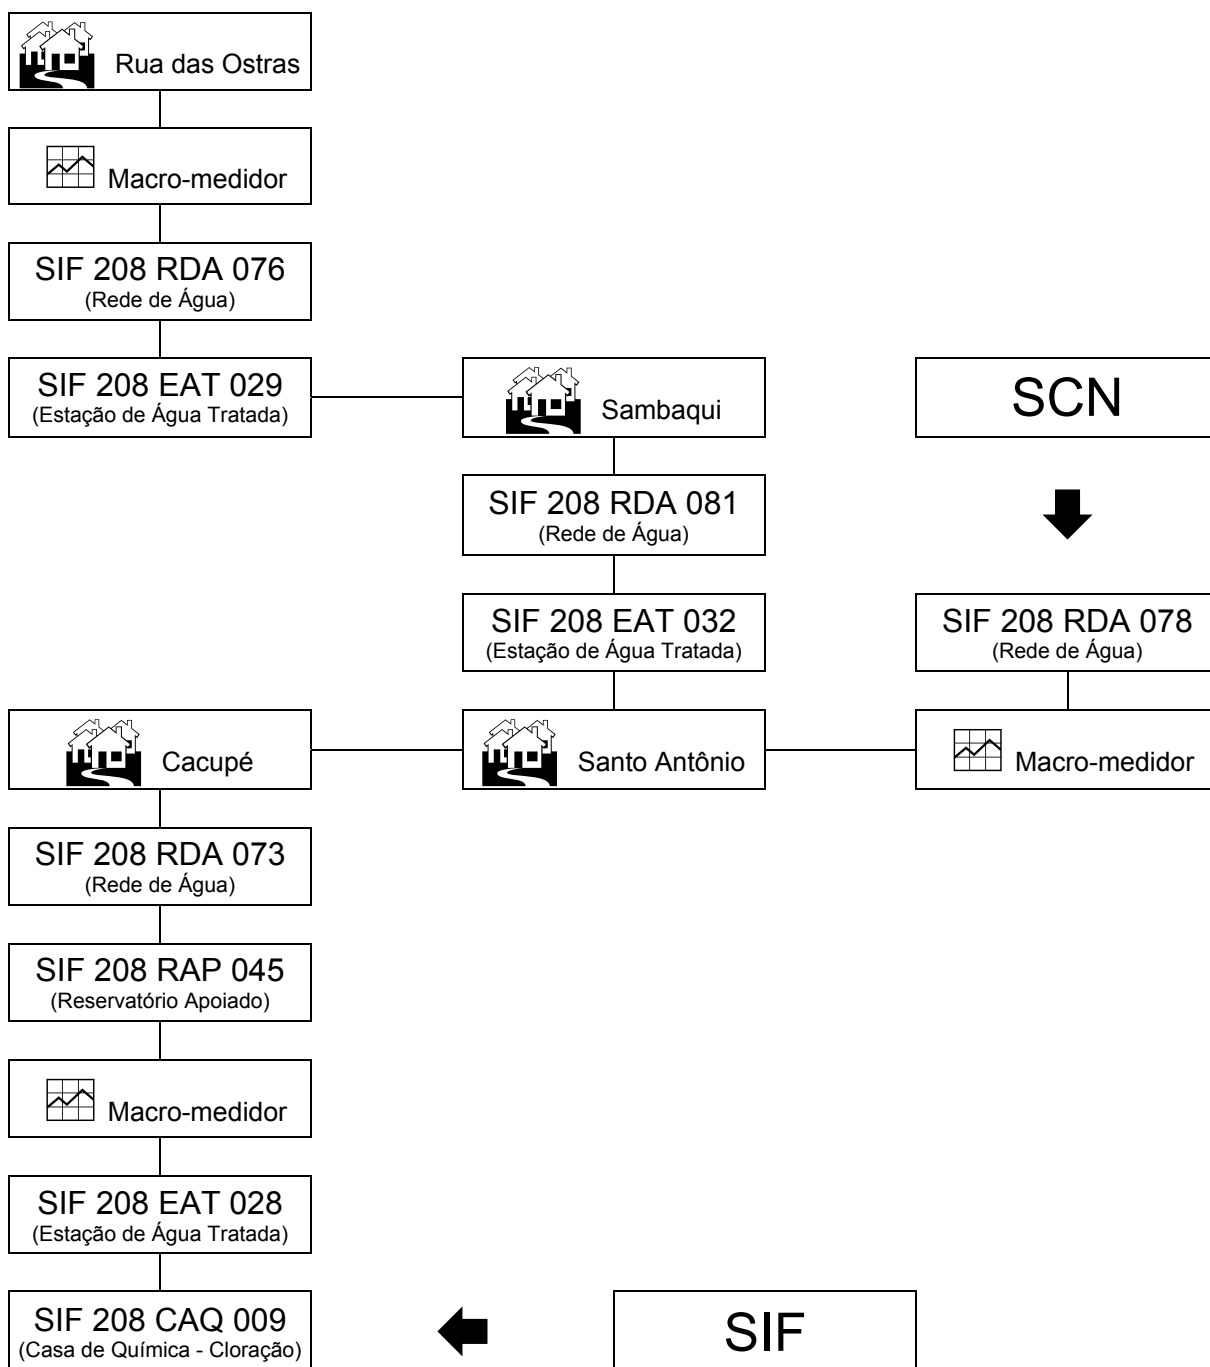 Rua das Ostras
Macro-medidor
SIF 208 RDA 076
(Rede de Água)
SIF 208 EAT 029
(Estação de Água Tratada)
Sambaqui
SCN
SIF 208 RDA 081
(Rede de Água)
SIF 208 EAT 032
(Estação de Água Tratada)
SIF 208 RDA 078
(Rede de Água)
Cacupé
Santo Antônio
Macro-medidor
SIF 208 RDA 073
(Rede de Água)
SIF 208 RAP 045
(Reservatório Apoiado)
Macro-medidor
SIF 208 EAT 028
(Estação de Água Tratada)
SIF 208 CAQ 009
(Casa de Química - Cloração)
SIF